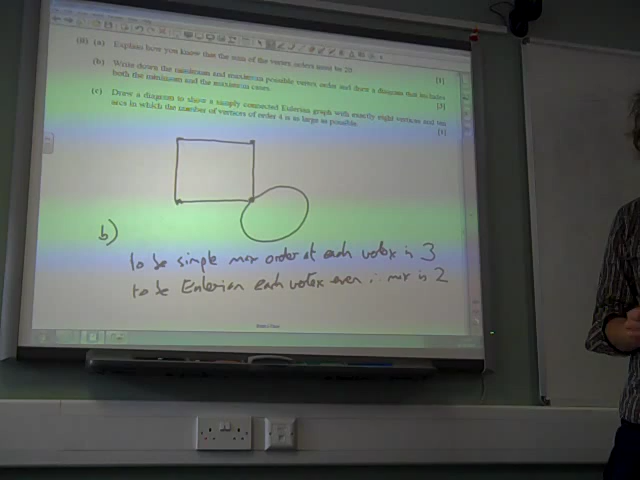 (ii) (a) Explain how you know that the sum of the vertex orders must be 20. [1]
(b) Write down the minimum and maximum possible vertex order and draw a diagram that includes
both the minimum and the maximum cases. [3]
(c) Draw a diagram to show a simply connected Eulerian graph with exactly eight vertices and ten
arcs in which the number of vertices of order 4 is as large as possible. [1]
b)
to be simple max order at each vertex is 3
to be Eulerian each vertex even ∴ max is 2